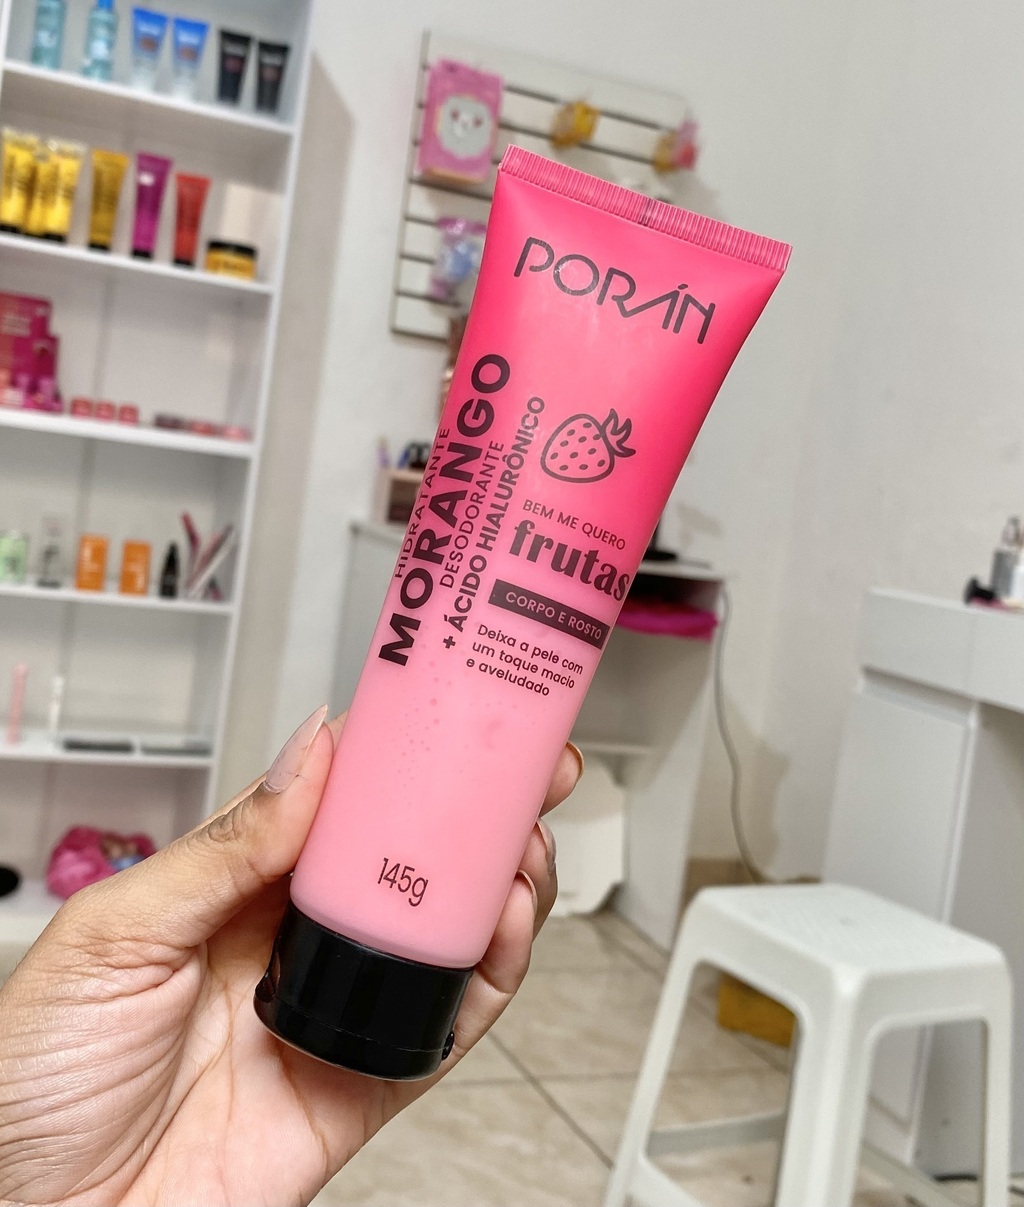 PORÁN
HIDRATANTE
MORANGO
DESODORANTE
+ ÁCIDO HIALURÔNICO
BEM ME QUERO
frutas
CORPO E ROSTO
Deixa a pele com
um toque macio
e aveludado
145g